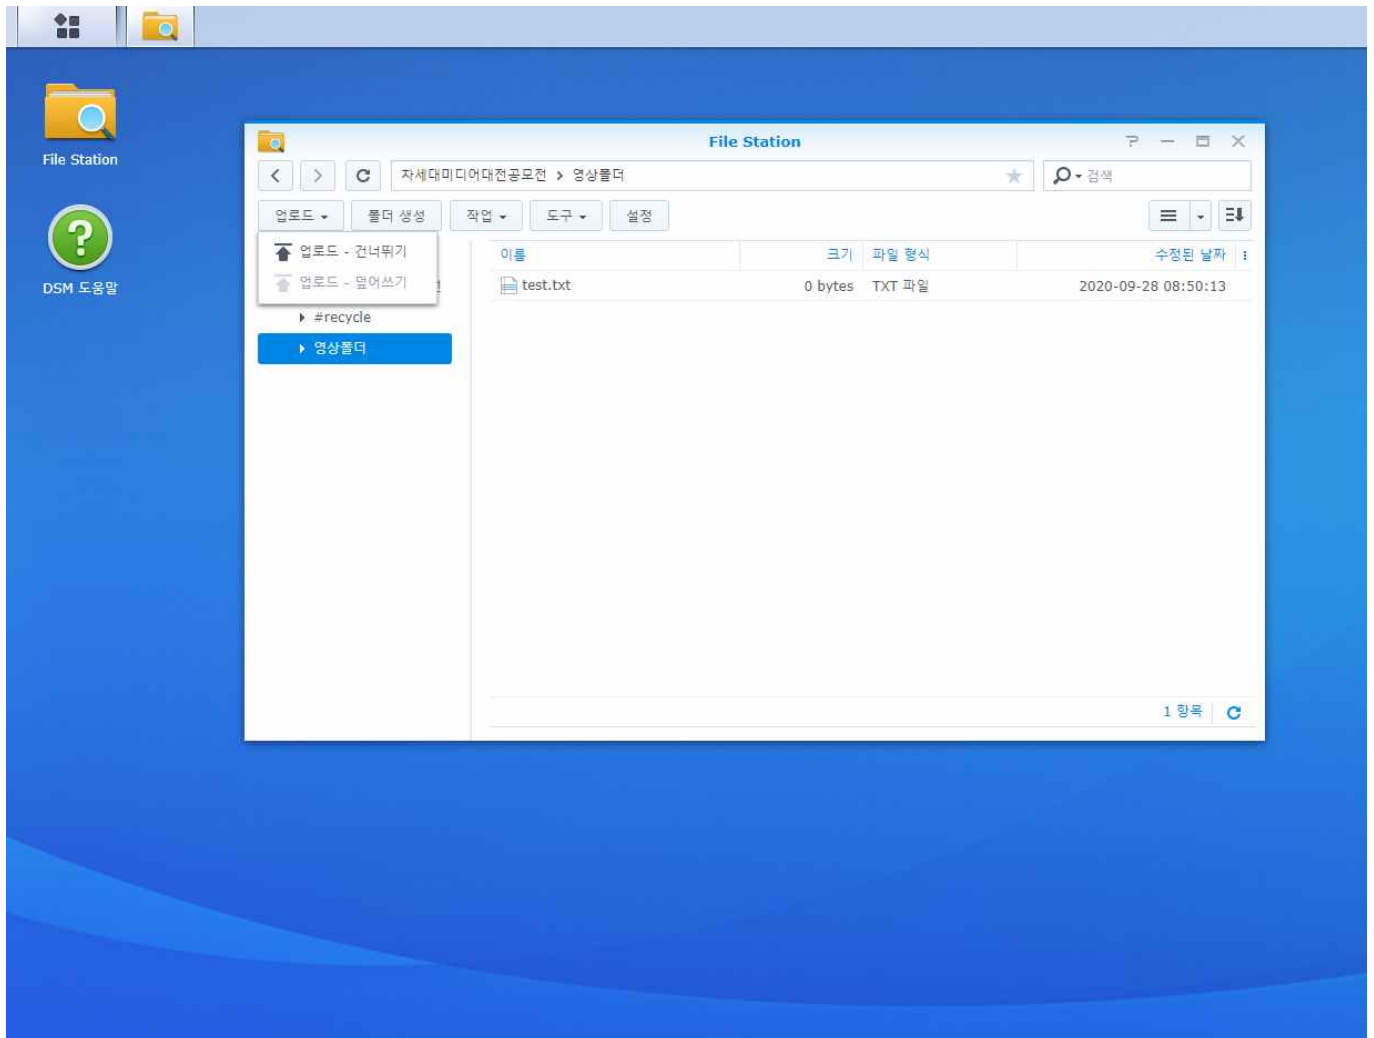 File Station
File Station
자세대미디어대전공모전 > 영상폴더
검색
업로드
폴더 생성
작업
도구
설정
업로드 - 건너뛰기
업로드 - 덮어쓰기
#recycle
영상폴더
이름
크기
파일 형식
수정된 날짜
test.txt
0 bytes
TXT 파일
2020-09-28 08:50:13
DSM 도움말
1 항목